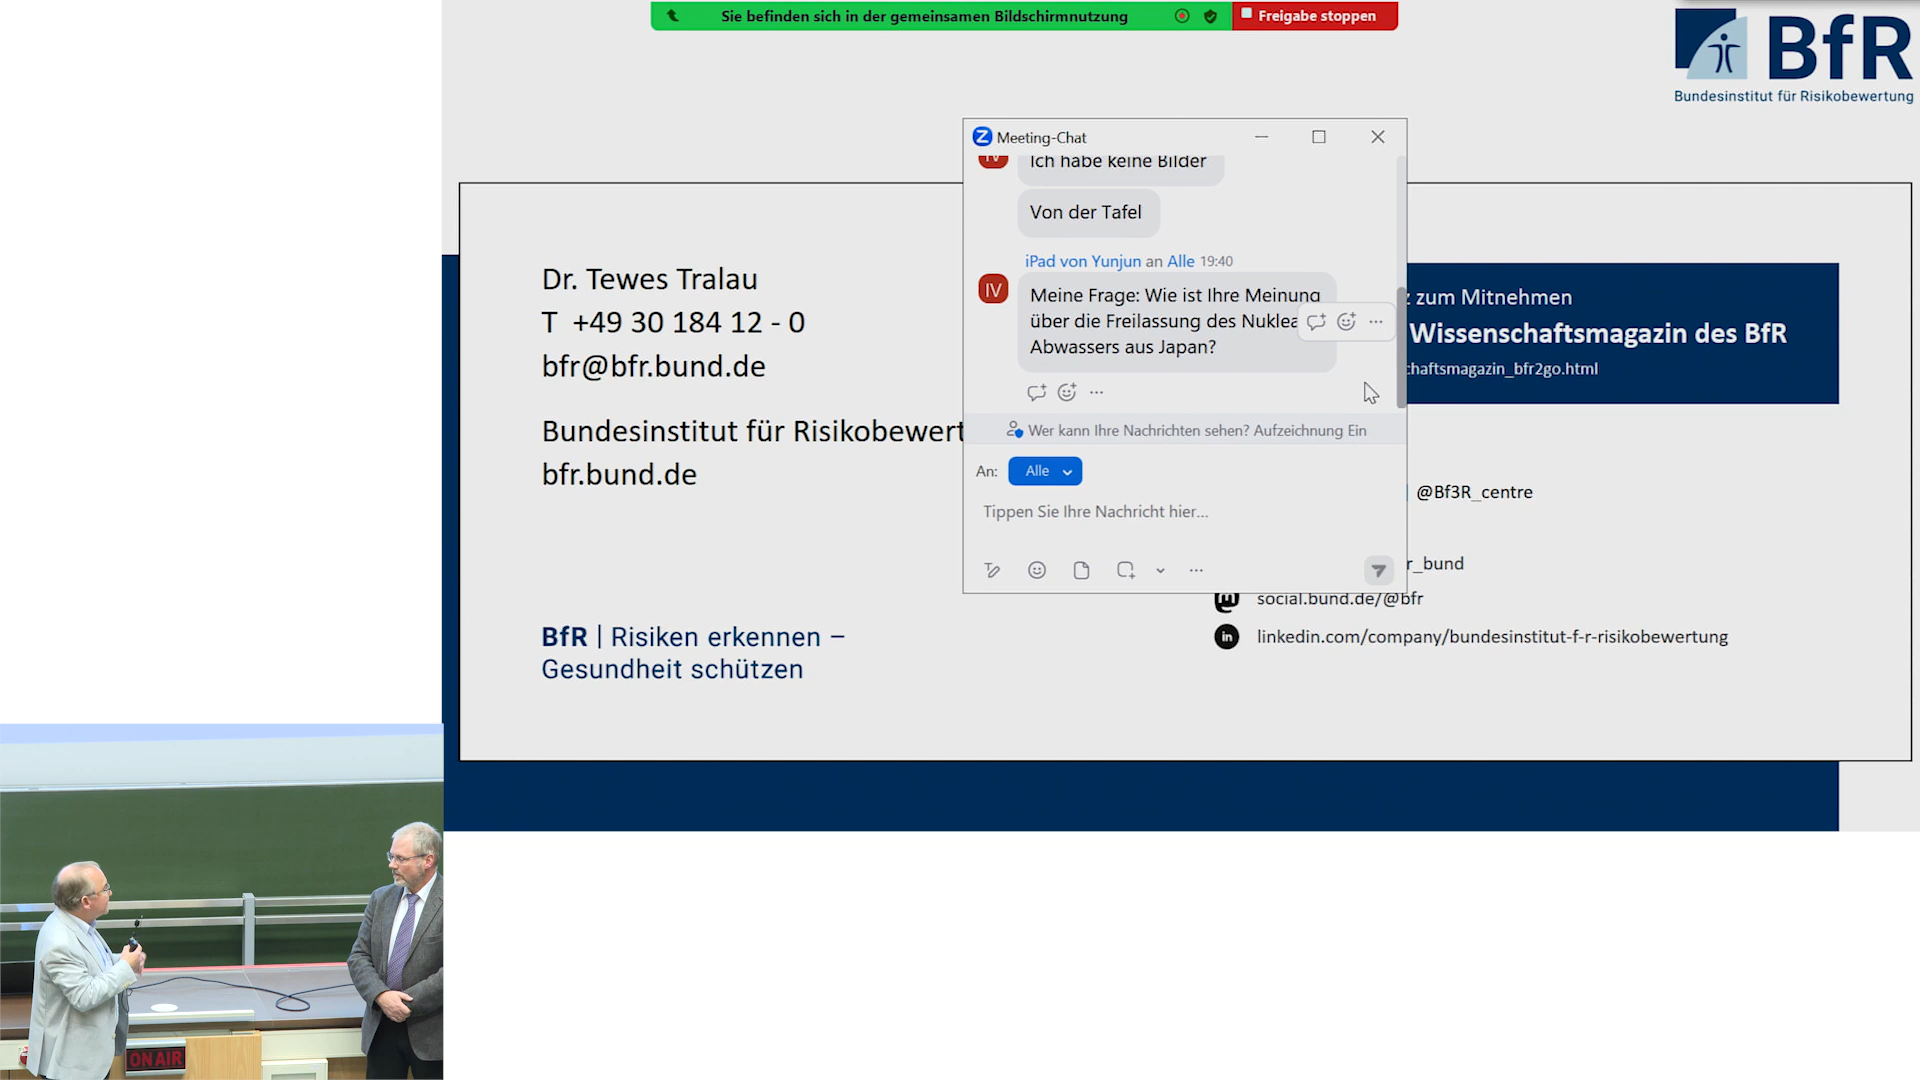 Sie befinden sich in der gemeinsamen Bildschirmnutzung
Freigabe stoppen
BfR
Bundesinstitut für Risikobewertung
Meeting-Chat
Ich habe keine Bilder
Von der Tafel
iPad von Yunjun an Alle 19:40
IV
Meine Frage: Wie ist Ihre Meinung
über die Freilassung des Nuklea
Abwassers aus Japan?
Wer kann Ihre Nachrichten sehen? Aufzeichnung Ein
An: Alle
Tippen Sie Ihre Nachricht hier...
Dr. Tewes Tralau
T +49 30 184 12 - 0
bfr@bfr.bund.de
Bundesinstitut für Risikobewert
bfr.bund.de
BfR | Risiken erkennen –
Gesundheit schützen
zum Mitnehmen
Wissenschaftsmagazin des BfR
chaftsmagazin_bfr2go.html
@Bf3R_centre
r_bund
social.bund.de/@bfr
in linkedin.com/company/bundesinstitut-f-r-risikobewertung
ON AIR